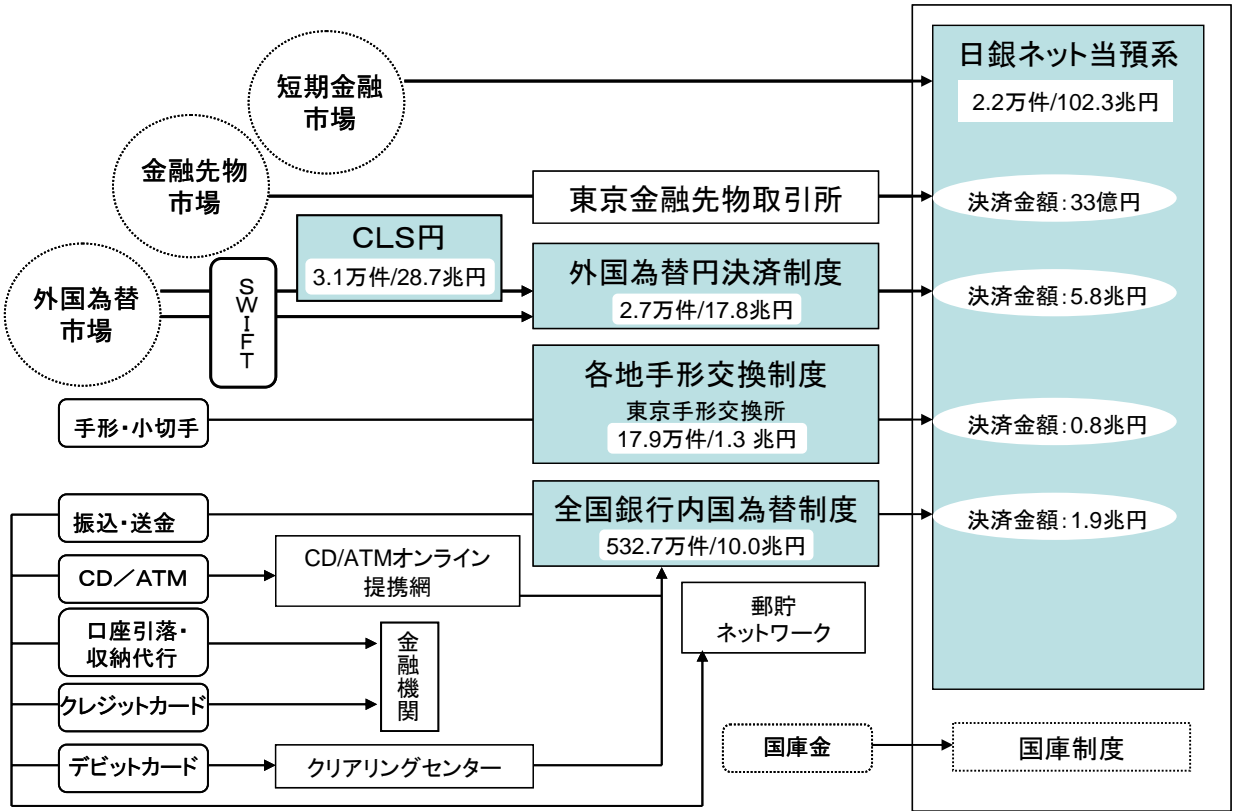 短期金融
市場
日銀ネット当預系
2.2万件/102.3兆円
金融先物
市場
東京金融先物取引所
決済金額:33億円
外国為替
市場
SWIFT
CLS円
3.1万件/28.7兆円
外国為替円決済制度
2.7万件/17.8兆円
決済金額:5.8兆円
手形・小切手
各地手形交換制度
東京手形交換所
17.9万件/1.3 兆円
決済金額:0.8兆円
振込・送金
全国銀行内国為替制度
532.7万件/10.0兆円
決済金額:1.9兆円
CD/ATM
CD/ATMオンライン
提携網
郵貯
ネットワーク
口座引落・
収納代行
金融機関
クレジットカード
デビットカード
クリアリングセンター
国庫金
国庫制度